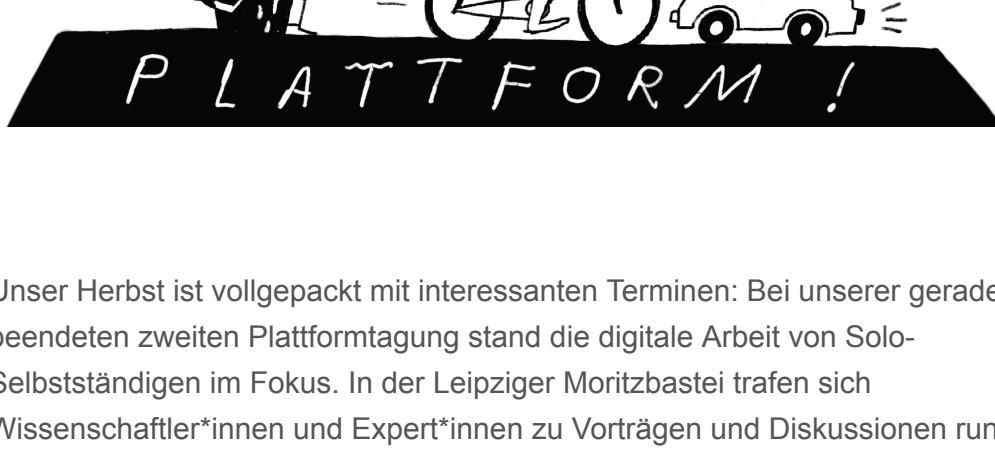 PLATTFORM!
Unser Herbst ist vollgepackt mit interessanten Terminen: Bei unserer gerade
beendeten zweiten Plattformtagung stand die digitale Arbeit von Solo-
Selbstständigen im Fokus. In der Leipziger Moritzbastei trafen sich
Wissenschaftler*innen und Expert*innen zu Vorträgen und Diskussionen run